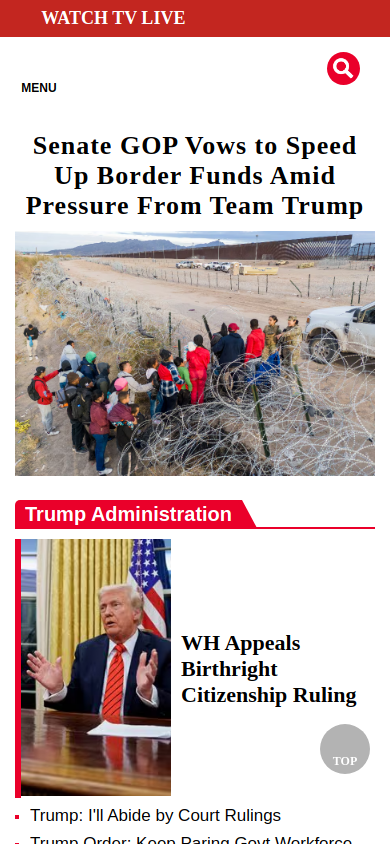 WATCH TV LIVE
MENU
Senate GOP Vows to Speed
Up Border Funds Amid
Pressure From Team Trump
Trump Administration
WH Appeals
Birthright
Citizenship Ruling
TOP
Trump: I'll Abide by Court Rulings
Trump Order: Keep Paring Govt Workforce